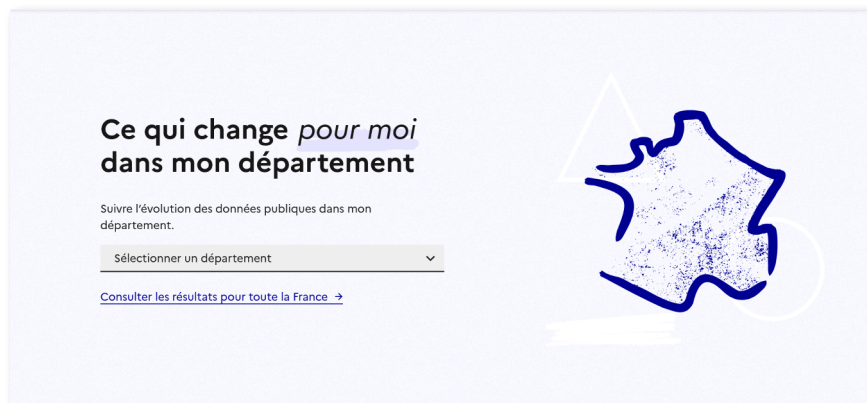 Ce qui change pour moi
dans mon département
Suivre l’évolution des données publiques dans mon
département.
Sélectionner un département
Consulter les résultats pour toute la France →